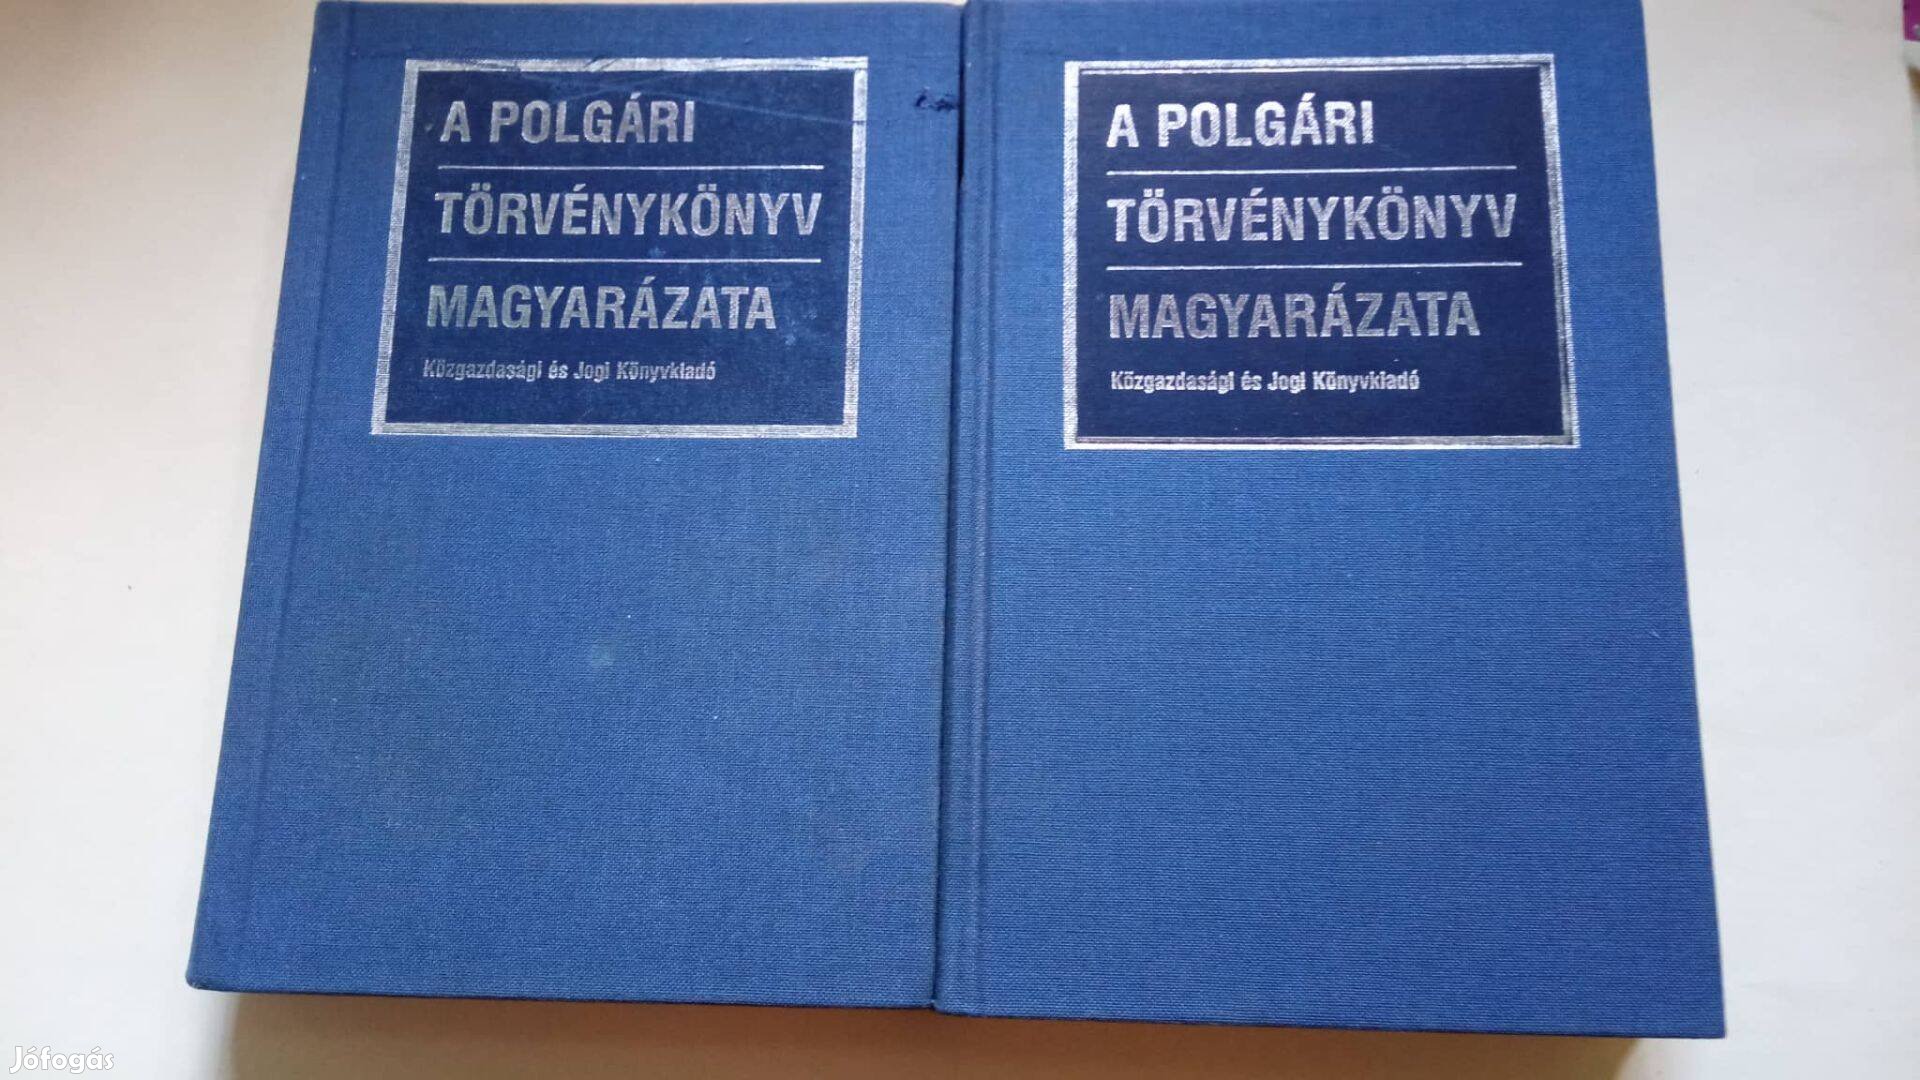 A POLGÁRI
TÖRVÉNYKÖNYV
MAGYARÁZATA
Közgazdasági és Jogi Könyvkiadó
A POLGÁRI
TÖRVÉNYKÖNYV
MAGYARÁZATA
Közgazdasági és Jogi Könyvkiadó
Jófogás